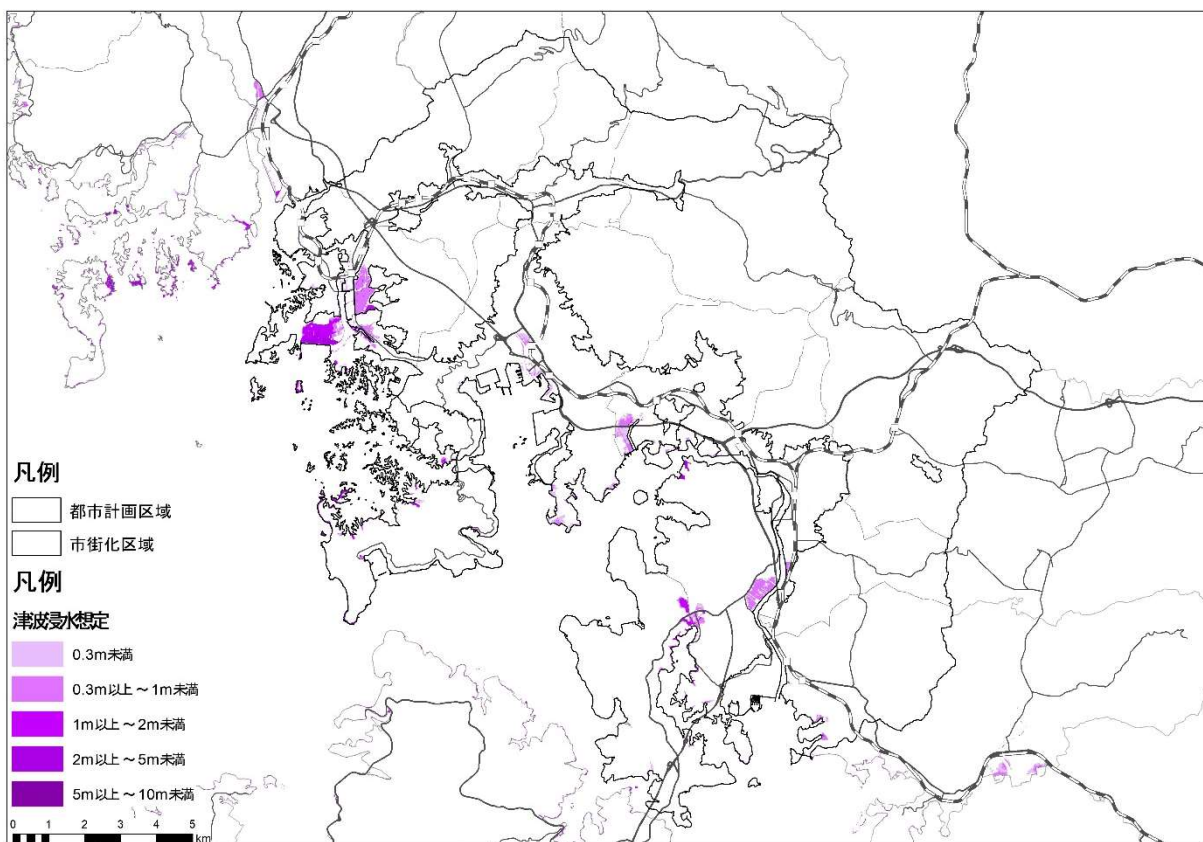 凡例
都市計画区域
市街化区域
凡例
津波浸水想定
0.3m未満
0.3m以上～1m未満
1m以上～2m未満
2m以上～5m未満
5m以上～10m未満
0 1 2 3 4 5
km